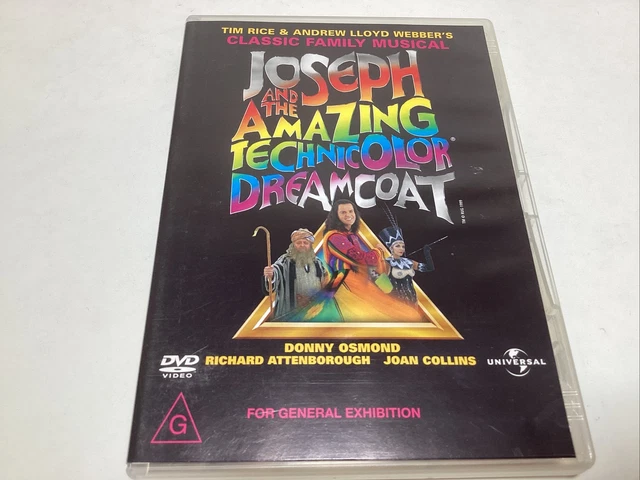 TIM RICE & ANDREW LLOYD WEBBER'S
CLASSIC FAMILY MUSICAL
JOSEPH
AND THE
AMAZING
TECHNICOLOR®
DREAMCOAT
DONNY OSMOND
RICHARD ATTENBOROUGH JOAN COLLINS
DVD
VIDEO
UNIVERSAL
G
FOR GENERAL EXHIBITION